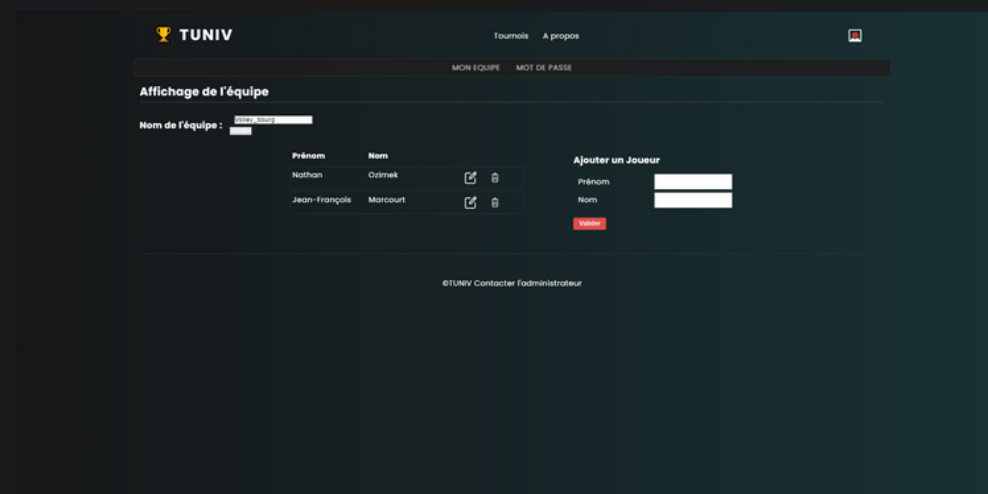 TUNIV
Tournois A propos
MON EQUIPE MOT DE PASSE
Affichage de l'équipe
Nom de l'équipe : Volley_bourg
Prénom Nom
Nathan Ozimek
Jean-François Marcourt
Ajouter un Joueur
Prénom
Nom
Valider
©TUNIV Contacter l'administrateur